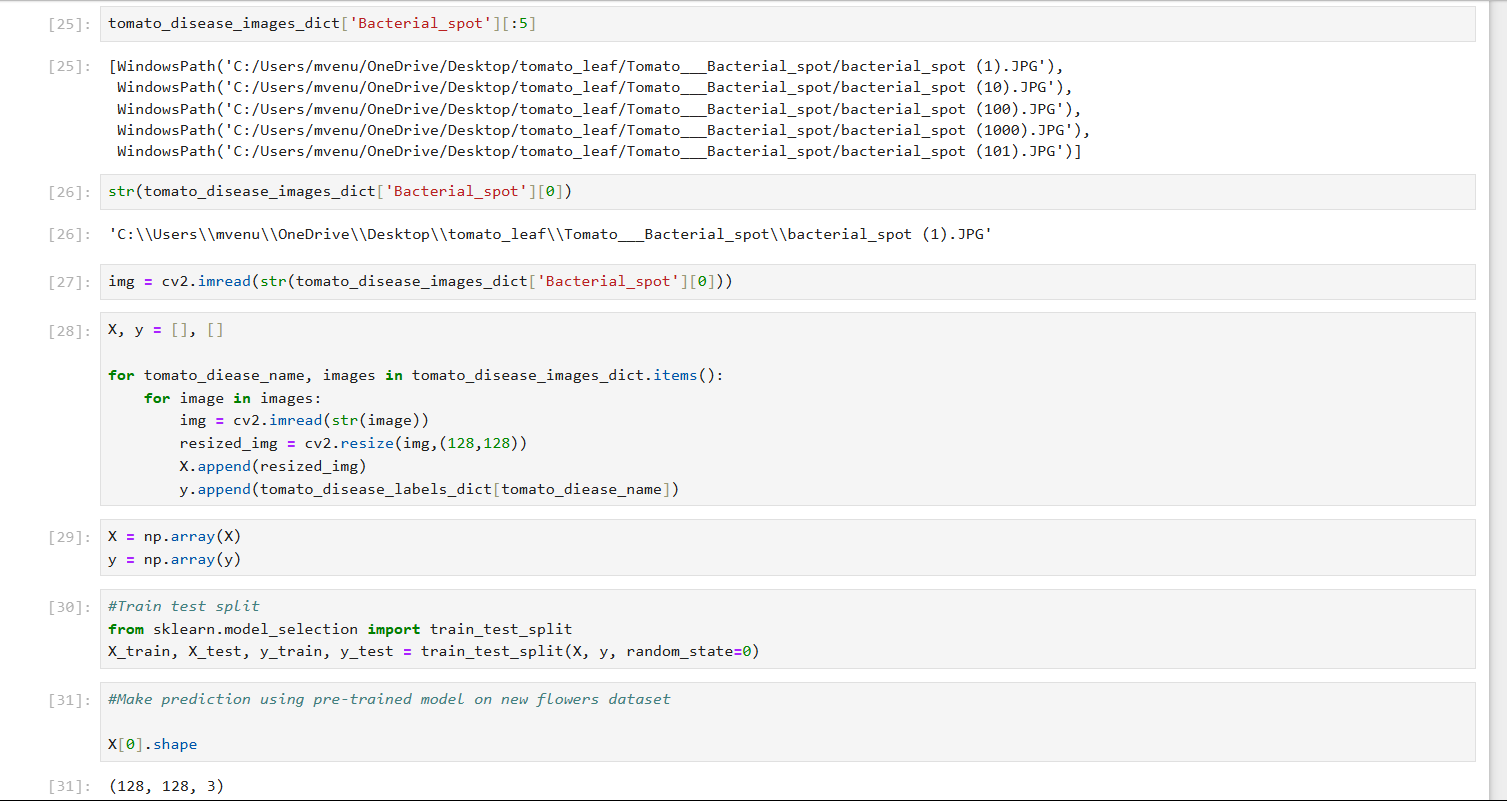 [25]: tomato_disease_images_dict['Bacterial_spot'][:5]
[25]: [WindowsPath('C:/Users/mvenu/OneDrive/Desktop/tomato_leaf/Tomato___Bacterial_spot/bacterial_spot (1).JPG'),
WindowsPath('C:/Users/mvenu/OneDrive/Desktop/tomato_leaf/Tomato___Bacterial_spot/bacterial_spot (10).JPG'),
WindowsPath('C:/Users/mvenu/OneDrive/Desktop/tomato_leaf/Tomato___Bacterial_spot/bacterial_spot (100).JPG'),
WindowsPath('C:/Users/mvenu/OneDrive/Desktop/tomato_leaf/Tomato___Bacterial_spot/bacterial_spot (1000).JPG'),
WindowsPath('C:/Users/mvenu/OneDrive/Desktop/tomato_leaf/Tomato___Bacterial_spot/bacterial_spot (101).JPG')]
[26]: str(tomato_disease_images_dict['Bacterial_spot'][0])
[26]: 'C:\\Users\\mvenu\\OneDrive\\Desktop\\tomato_leaf\\Tomato___Bacterial_spot\\bacterial_spot (1).JPG'
[27]: img = cv2.imread(str(tomato_disease_images_dict['Bacterial_spot'][0]))
[28]: X, y = [], []
for tomato_diease_name, images in tomato_disease_images_dict.items():
    for image in images:
        img = cv2.imread(str(image))
        resized_img = cv2.resize(img,(128,128))
        X.append(resized_img)
        y.append(tomato_disease_labels_dict[tomato_diease_name])
[29]: X = np.array(X)
y = np.array(y)
[30]: #Train test split
from sklearn.model_selection import train_test_split
X_train, X_test, y_train, y_test = train_test_split(X, y, random_state=0)
[31]: #Make prediction using pre-trained model on new flowers dataset
X[0].shape
[31]: (128, 128, 3)